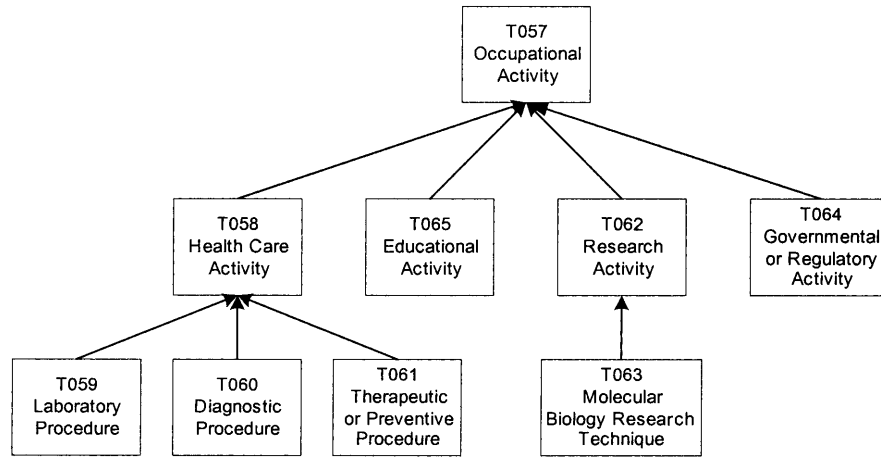 T057
Occupational
Activity
T058
Health Care
Activity
T065
Educational
Activity
T062
Research
Activity
T064
Governmental
or Regulatory
Activity
T059
Laboratory
Procedure
T060
Diagnostic
Procedure
T061
Therapeutic
or Preventive
Procedure
T063
Molecular
Biology Research
Technique